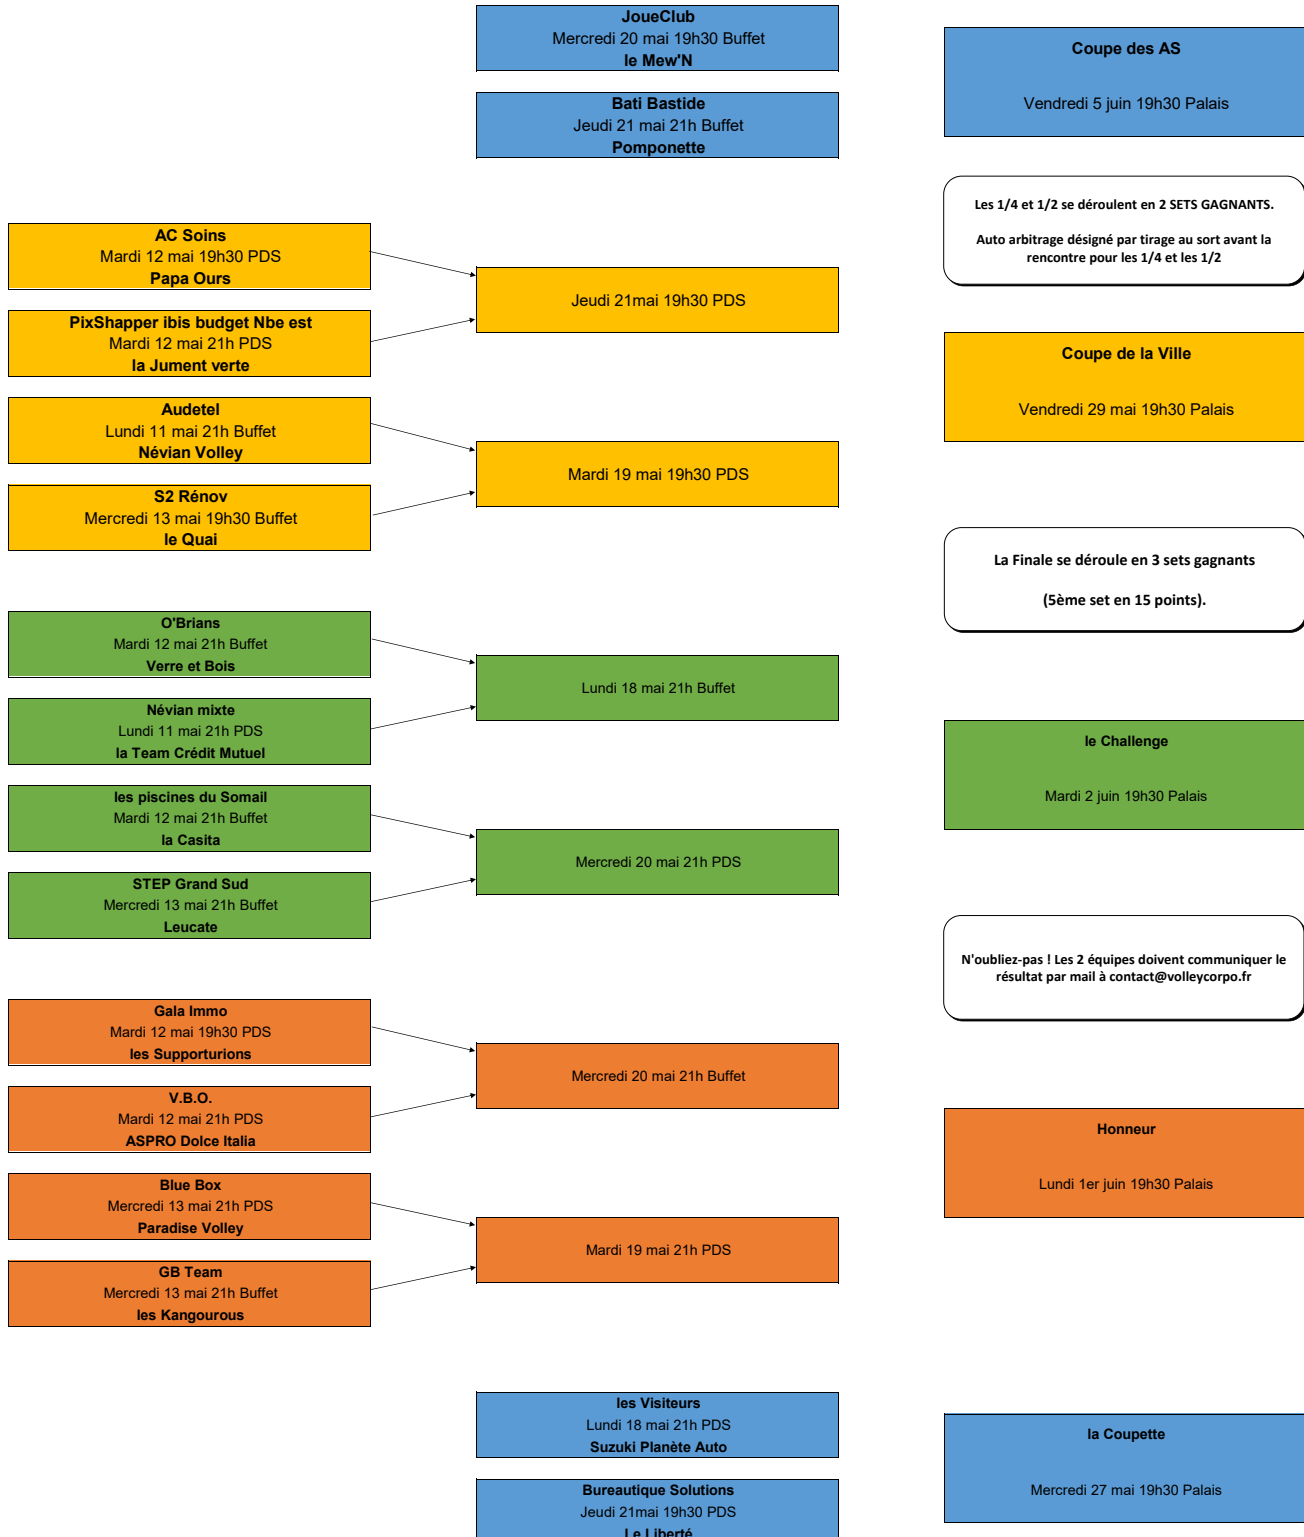 JoueClub
Mercredi 20 mai 19h30 Buffet
le Mew'N
Bati Bastide
Jeudi 21 mai 21h Buffet
Pomponette
Coupe des AS
Vendredi 5 juin 19h30 Palais
Les 1/4 et 1/2 se déroulent en 2 SETS GAGNANTS.
Auto arbitrage désigné par tirage au sort avant la
rencontre pour les 1/4 et les 1/2
AC Soins
Mardi 12 mai 19h30 PDS
Papa Ours
PixShapper ibis budget Nbe est
Mardi 12 mai 21h PDS
la Jument verte
Jeudi 21mai 19h30 PDS
Audetel
Lundi 11 mai 21h Buffet
Névian Volley
S2 Rénov
Mercredi 13 mai 19h30 Buffet
le Quai
Mardi 19 mai 19h30 PDS
Coupe de la Ville
Vendredi 29 mai 19h30 Palais
La Finale se déroule en 3 sets gagnants
(5ème set en 15 points).
O'Brians
Mardi 12 mai 21h Buffet
Verre et Bois
Névian mixte
Lundi 11 mai 21h PDS
la Team Crédit Mutuel
Lundi 18 mai 21h Buffet
les piscines du Somail
Mardi 12 mai 21h Buffet
la Casita
STEP Grand Sud
Mercredi 13 mai 21h Buffet
Leucate
Mercredi 20 mai 21h PDS
le Challenge
Mardi 2 juin 19h30 Palais
N'oubliez-pas ! Les 2 équipes doivent communiquer le
résultat par mail à contact@volleycorpo.fr
Gala Immo
Mardi 12 mai 19h30 PDS
les Supporturions
V.B.O.
Mardi 12 mai 21h PDS
ASPRO Dolce Italia
Mercredi 20 mai 21h Buffet
Blue Box
Mercredi 13 mai 21h PDS
Paradise Volley
GB Team
Mercredi 13 mai 21h Buffet
les Kangourous
Mardi 19 mai 21h PDS
Honneur
Lundi 1er juin 19h30 Palais
les Visiteurs
Lundi 18 mai 21h PDS
Suzuki Planète Auto
Bureautique Solutions
Jeudi 21mai 19h30 PDS
Le Liberté
la Coupette
Mercredi 27 mai 19h30 Palais